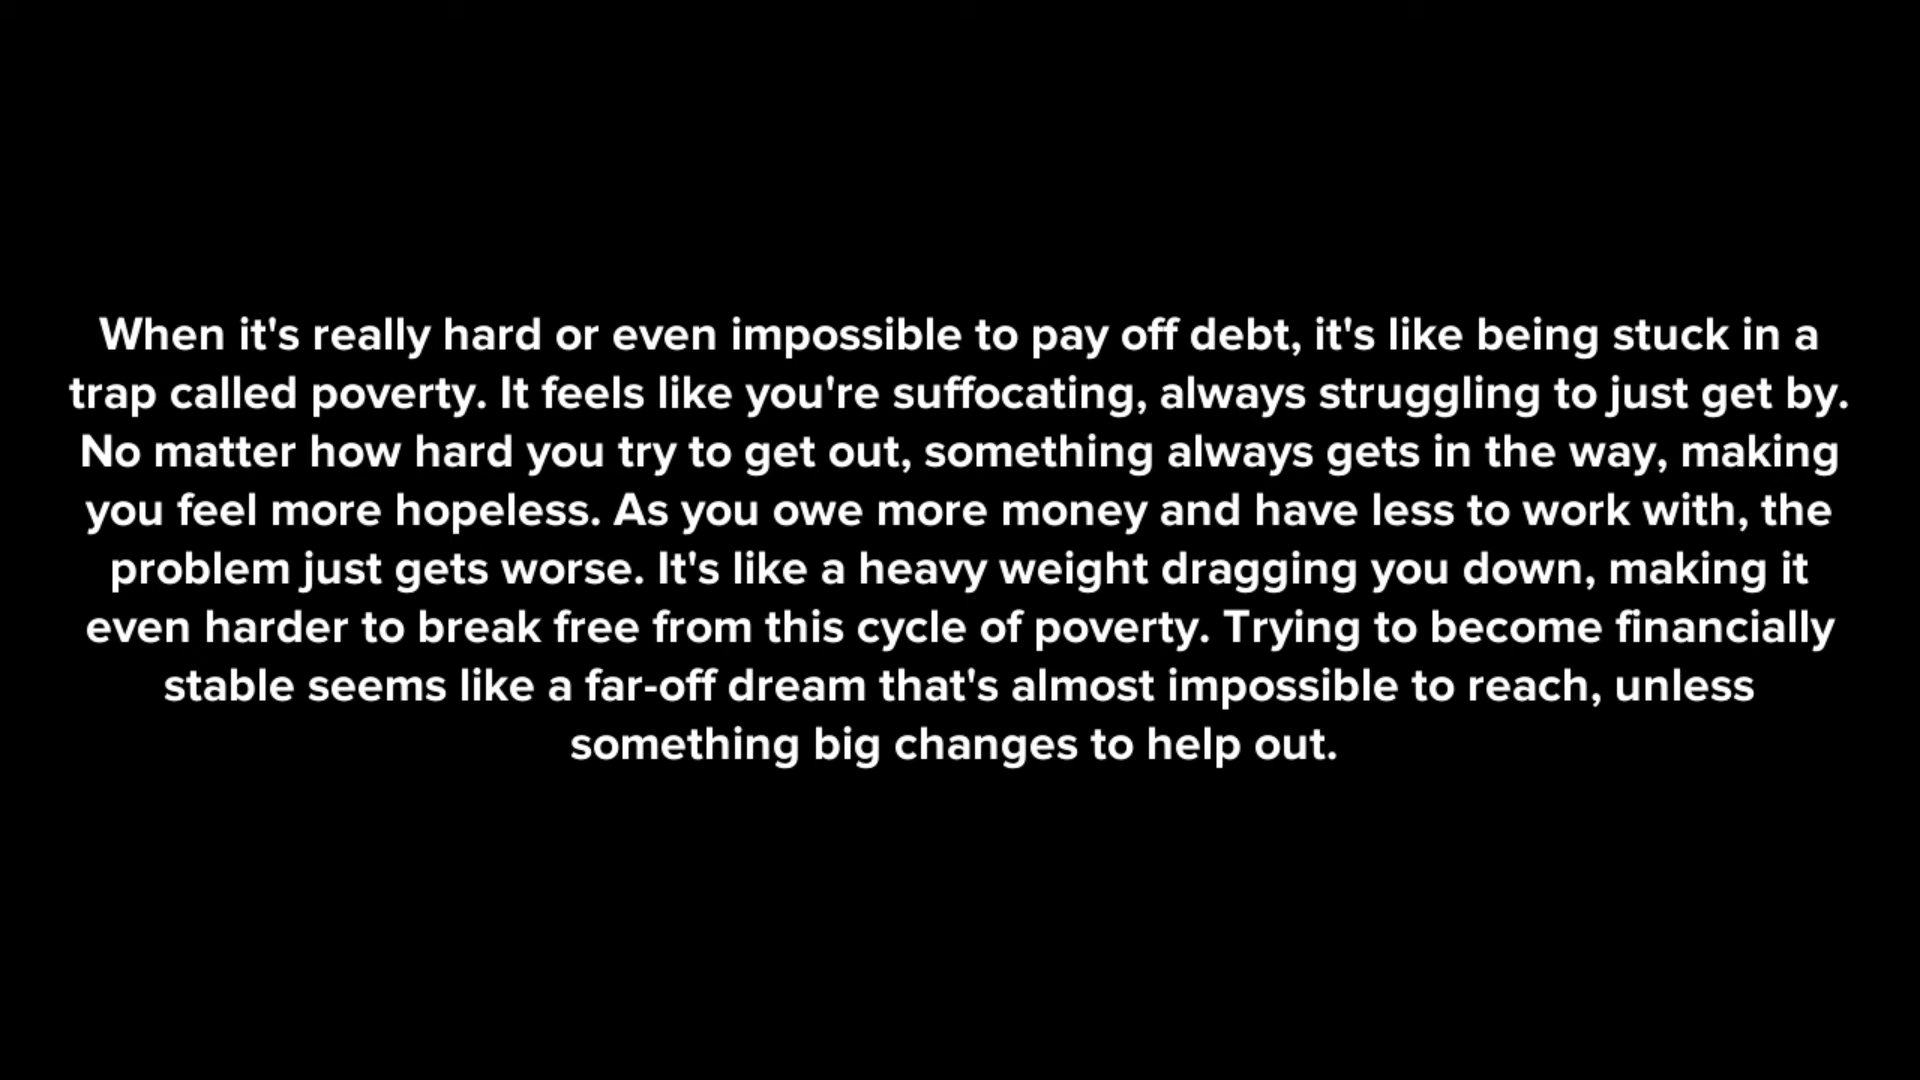 When it's really hard or even impossible to pay off debt, it's like being stuck in a
trap called poverty. It feels like you're suffocating, always struggling to just get by.
No matter how hard you try to get out, something always gets in the way, making
you feel more hopeless. As you owe more money and have less to work with, the
problem just gets worse. It's like a heavy weight dragging you down, making it
even harder to break free from this cycle of poverty. Trying to become financially
stable seems like a far-off dream that's almost impossible to reach, unless
something big changes to help out.